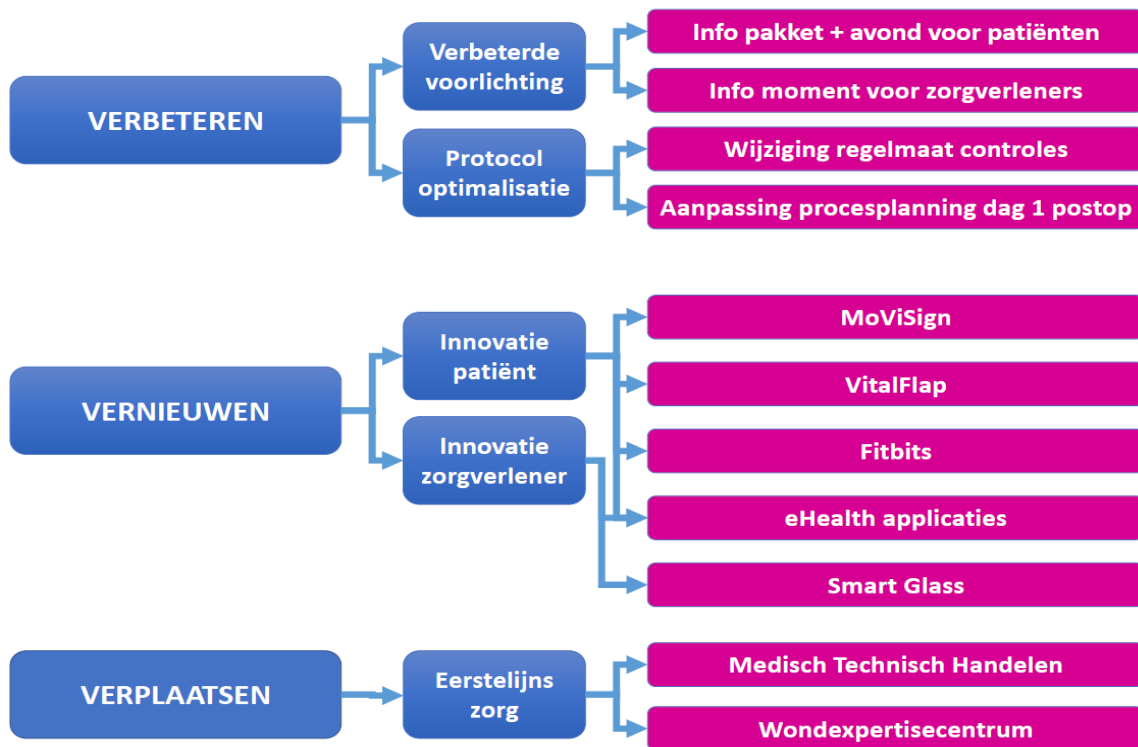 VERBETEREN
Verbeterde
voorlichting
Info pakket + avond voor patiënten
Info moment voor zorgverleners
Protocol
optimalisatie
Wijziging regelmaat controles
Aanpassing procesplanning dag 1 postop
VERNIEUWEN
Innovatie
patiënt
Innovatie
zorgverlener
MoViSign
VitalFlap
Fitbits
eHealth applicaties
Smart Glass
VERPLAATSEN
Eerstelijns
zorg
Medisch Technisch Handelen
Wondexpertisecentrum